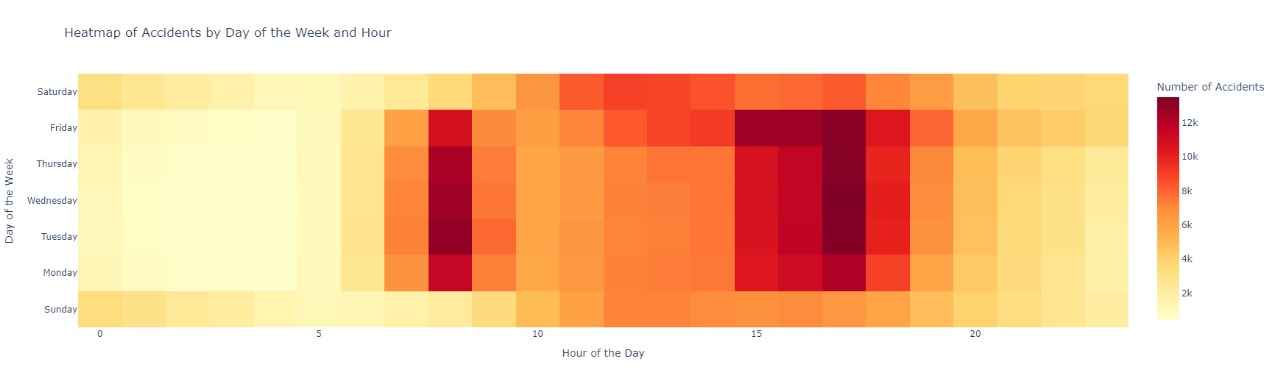 Heatmap of Accidents by Day of the Week and Hour
Number of Accidents
Day of the Week
Saturday
Friday
Thursday
Wednesday
Tuesday
Monday
Sunday
0 5 10 15 20
Hour of the Day
12k
10k
8k
6k
4k
2k